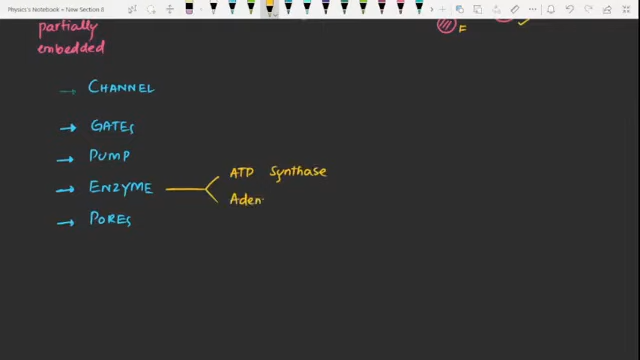 Physics's Notebook » New Section 8
partially
embedded
F
→ CHANNEL
→ GATEs
→ PUMP
→ ENZYME
ATP Synthase
Aden
→ POREs